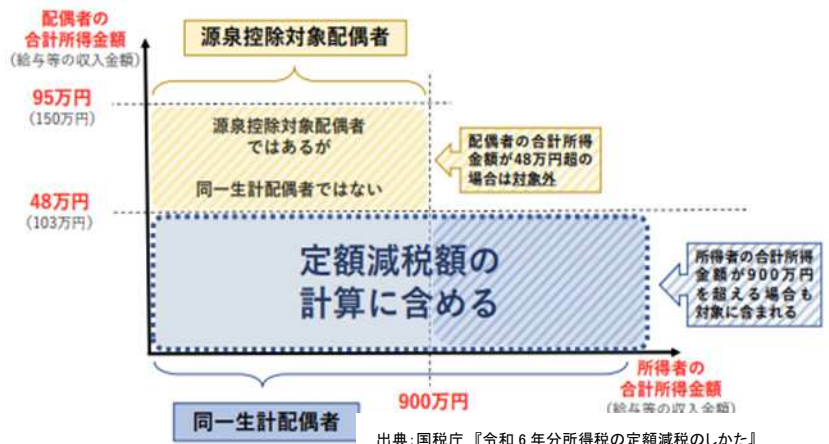 配偶者の
合計所得金額
（給与等の収入金額）
源泉控除対象配偶者
95万円
（150万円）
源泉控除対象配偶者
ではあるが
同一生計配偶者ではない
配偶者の合計所得
金額が48万円超の
場合は対象外
48万円
（103万円）
定額減税額の
計算に含める
所得者の合計所得
金額が900万円
を超える場合も
対象に含まれる
900万円
所得者の
合計所得金額
（給与等の収入金額）
同一生計配偶者
出典：国税庁『令和6年分所得税の定額減税のしかた』